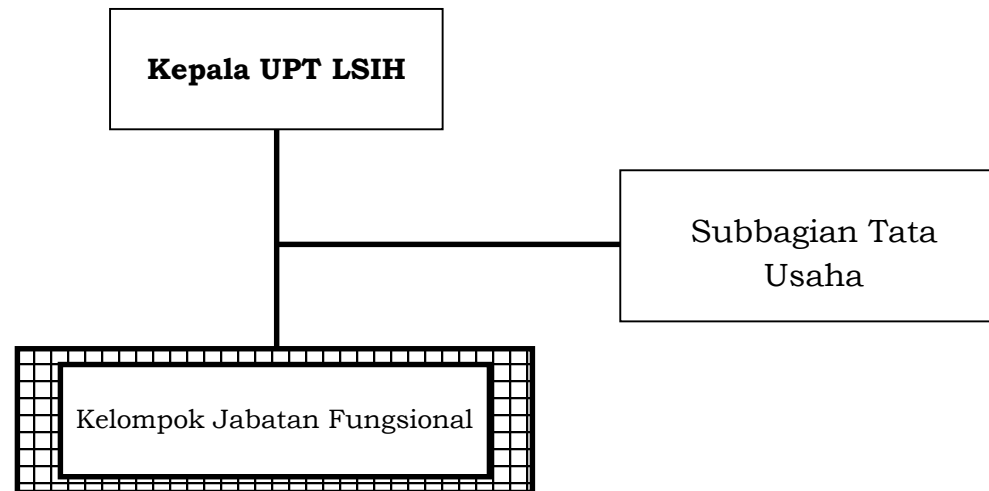 Kepala UPT LSIH
Subbagian Tata
Usaha
Kelompok Jabatan Fungsional